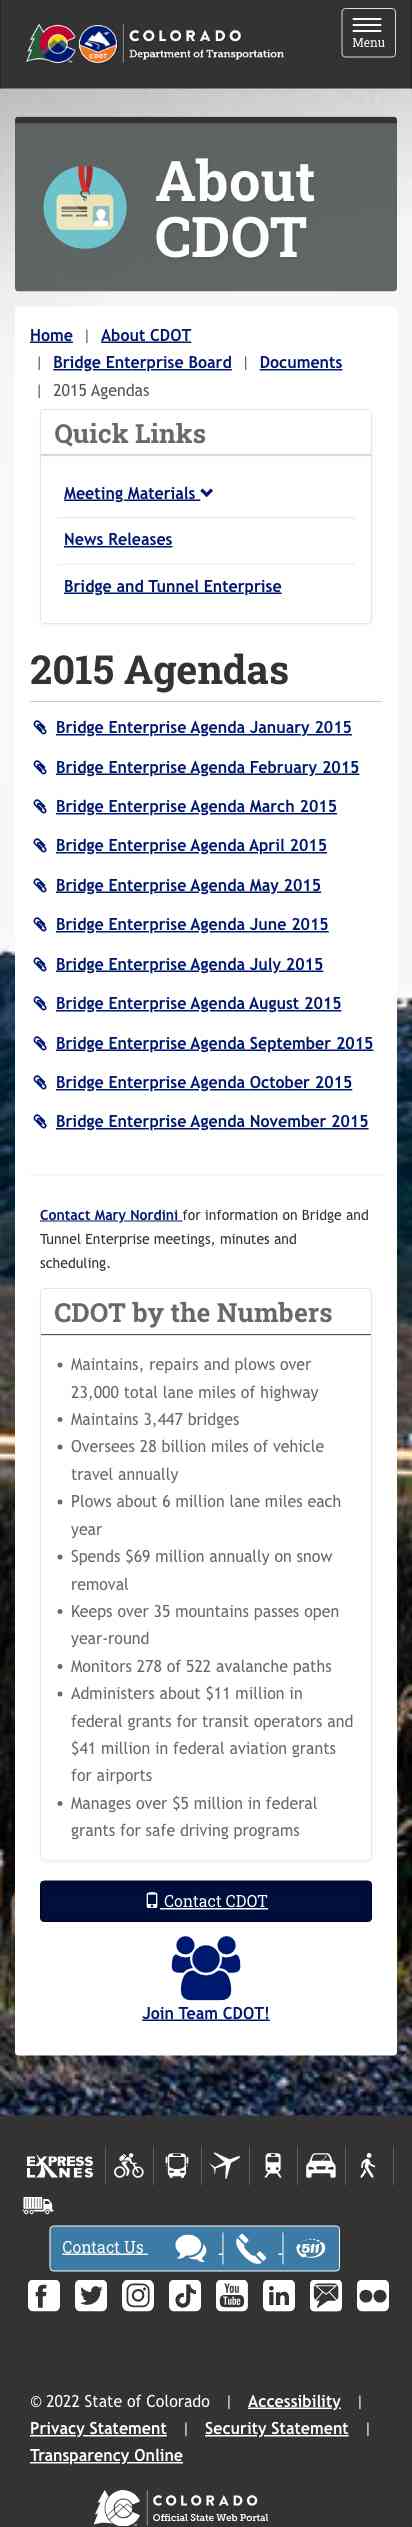 COLORADO
Department of Transportation
Menu
CDOT
About
CDOT
Home | About CDOT
| Bridge Enterprise Board | Documents
| 2015 Agendas
Quick Links
Meeting Materials
News Releases
Bridge and Tunnel Enterprise
2015 Agendas
Bridge Enterprise Agenda January 2015
Bridge Enterprise Agenda February 2015
Bridge Enterprise Agenda March 2015
Bridge Enterprise Agenda April 2015
Bridge Enterprise Agenda May 2015
Bridge Enterprise Agenda June 2015
Bridge Enterprise Agenda July 2015
Bridge Enterprise Agenda August 2015
Bridge Enterprise Agenda September 2015
Bridge Enterprise Agenda October 2015
Bridge Enterprise Agenda November 2015
Contact Mary Nordini for information on Bridge and
Tunnel Enterprise meetings, minutes and
scheduling.
CDOT by the Numbers
• Maintains, repairs and plows over
23,000 total lane miles of highway
• Maintains 3,447 bridges
• Oversees 28 billion miles of vehicle
travel annually
• Plows about 6 million lane miles each
year
• Spends $69 million annually on snow
removal
• Keeps over 35 mountains passes open
year-round
• Monitors 278 of 522 avalanche paths
• Administers about $11 million in
federal grants for transit operators and
$41 million in federal aviation grants
for airports
• Manages over $5 million in federal
grants for safe driving programs
Contact CDOT
Join Team CDOT!
EXPRESS
LANES
Contact Us
511
You
Tube
in
© 2022 State of Colorado | Accessibility |
Privacy Statement | Security Statement |
Transparency Online
COLORADO
Official State Web Portal